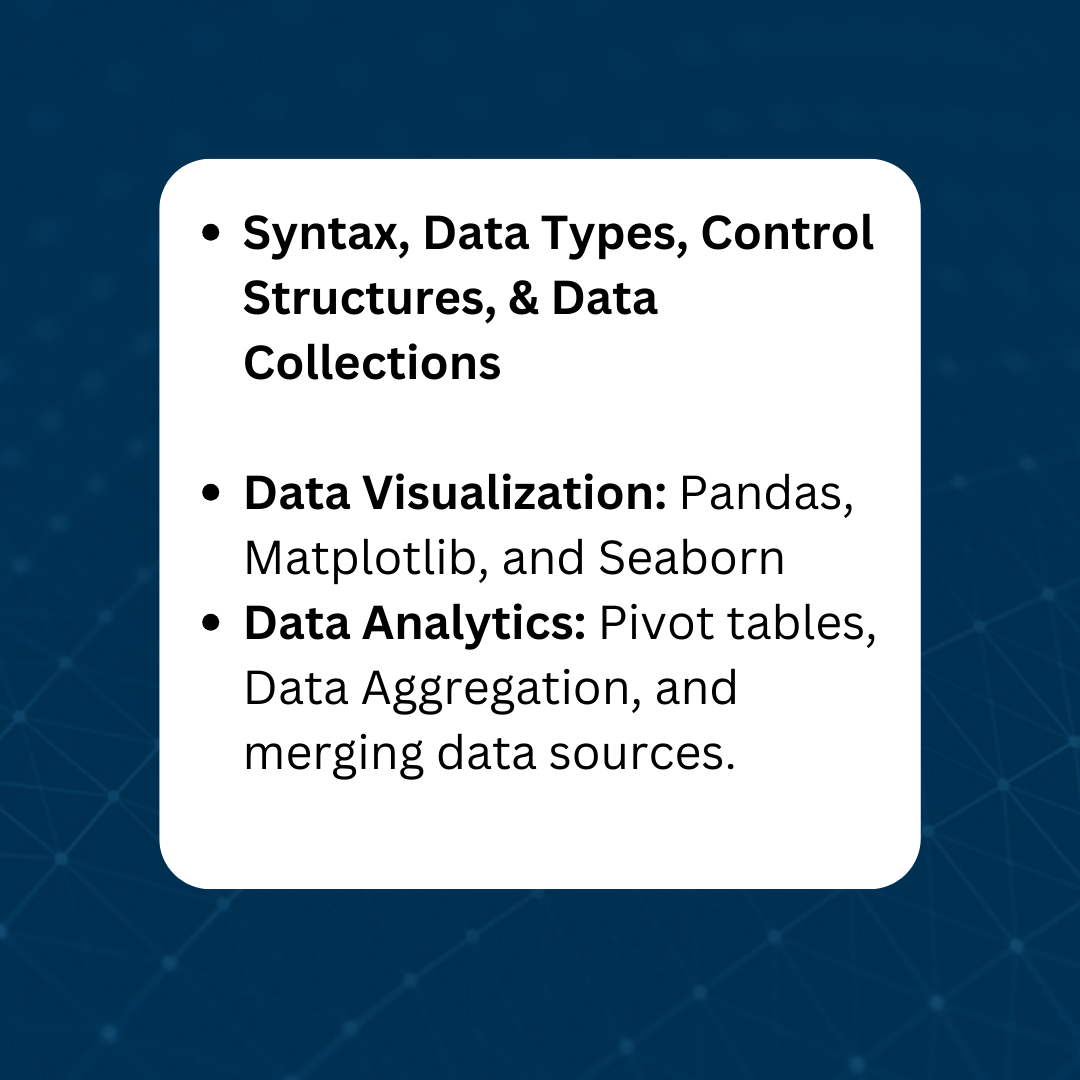 • Syntax, Data Types, Control
Structures, & Data
Collections
• Data Visualization: Pandas,
Matplotlib, and Seaborn
• Data Analytics: Pivot tables,
Data Aggregation, and
merging data sources.